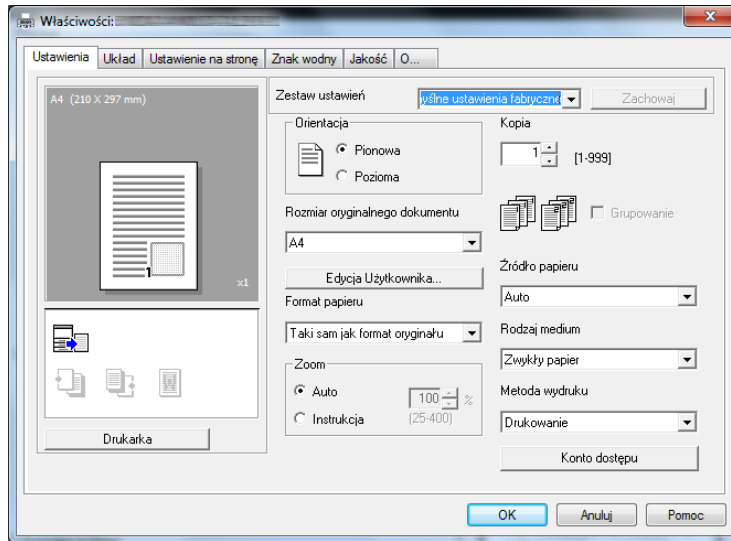 Właściwości:
Ustawienia Układ Ustawienie na stronę Znak wodny Jakość O...
A4 (210 X 297 mm)
x1
Drukarka
Zestaw ustawień
yślne ustawienia fabryczne
Zachowaj
Orientacja
Pionowa
Pozioma
Rozmiar oryginalnego dokumentu
A4
Edycja Użytkownika...
Format papieru
Taki sam jak format oryginału
Zoom
Auto
100 %
Instrukcja
(25-400)
Kopia
1
[1-999]
Grupowanie
Źródło papieru
Auto
Rodzaj medium
Zwykły papier
Metoda wydruku
Drukowanie
Konto dostępu
OK Anuluj Pomoc